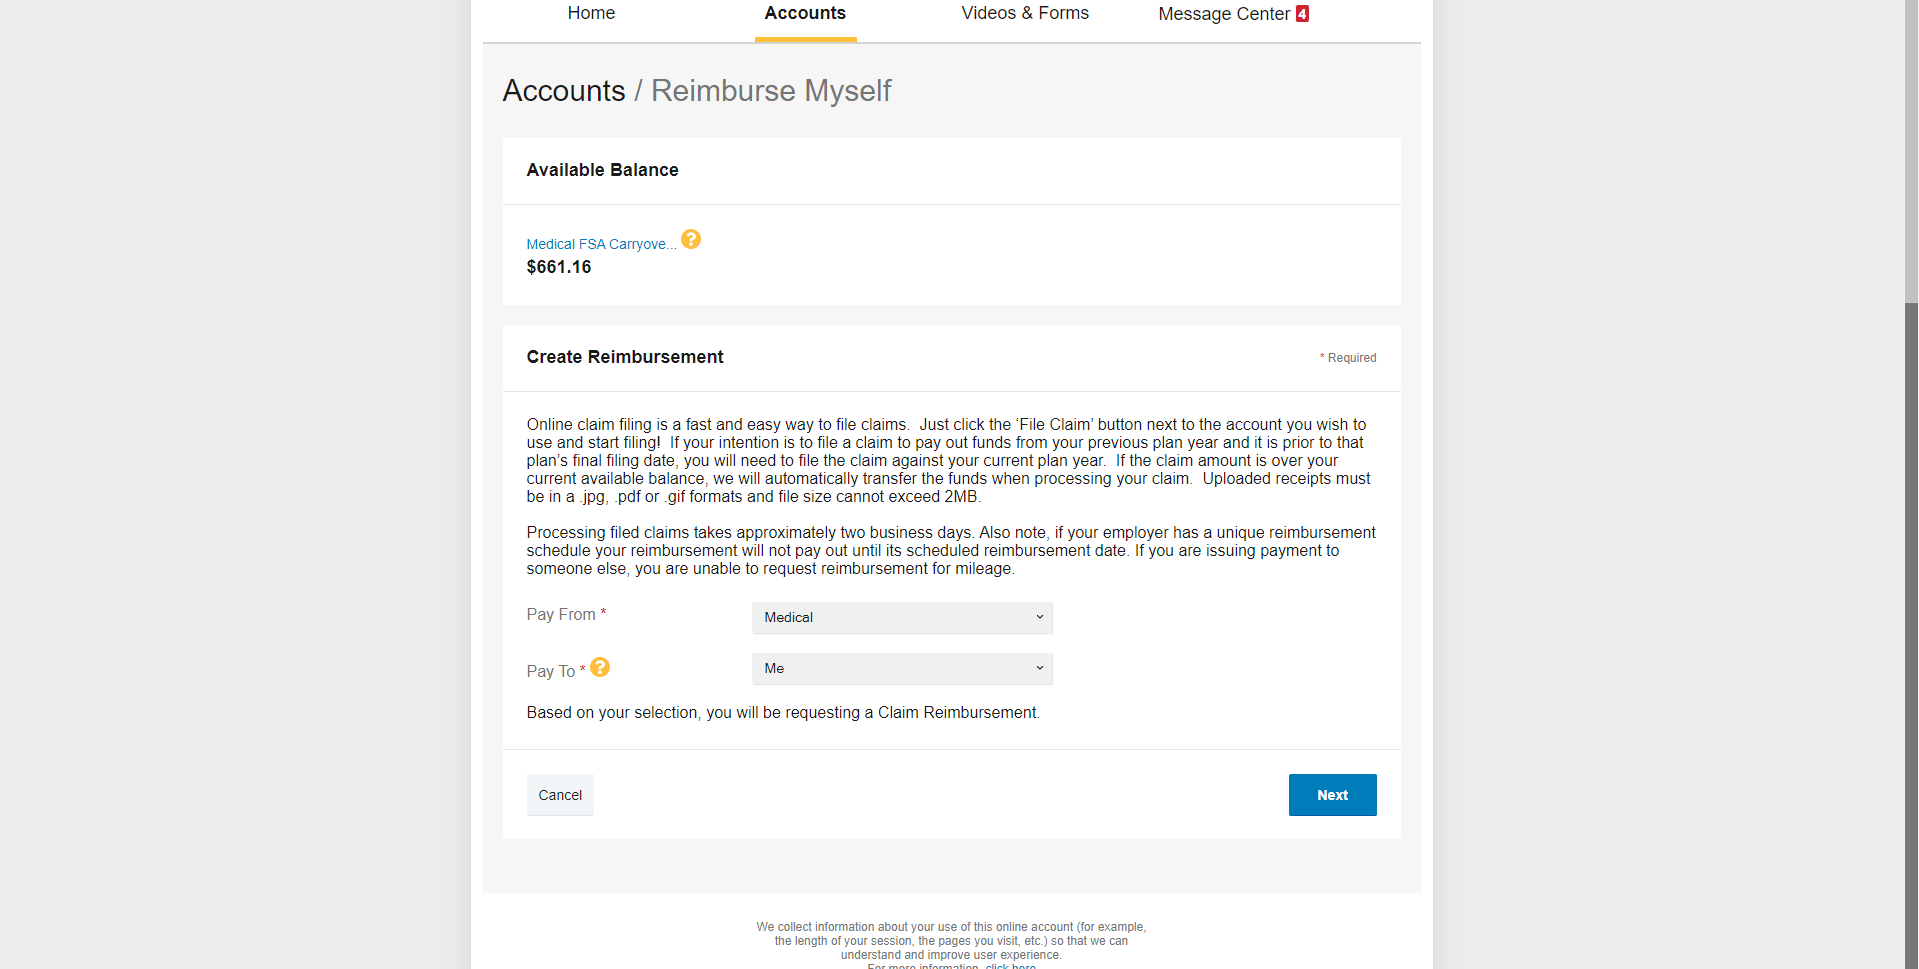 Home Accounts Videos & Forms Message Center 4
Accounts / Reimburse Myself
Available Balance
Medical FSA Carryove... ?
$661.16
Create Reimbursement * Required
Online claim filing is a fast and easy way to file claims.  Just click the ‘File Claim’ button next to the account you wish to
use and start filing!  If your intention is to file a claim to pay out funds from your previous plan year and it is prior to that
plan’s final filing date, you will need to file the claim against your current plan year.  If the claim amount is over your
current available balance, we will automatically transfer the funds when processing your claim.  Uploaded receipts must
be in a .jpg, .pdf or .gif formats and file size cannot exceed 2MB.
Processing filed claims takes approximately two business days. Also note, if your employer has a unique reimbursement
schedule your reimbursement will not pay out until its scheduled reimbursement date. If you are issuing payment to
someone else, you are unable to request reimbursement for mileage.
Pay From * Medical
Pay To * ? Me
Based on your selection, you will be requesting a Claim Reimbursement.
Cancel Next
We collect information about your use of this online account (for example,
the length of your session, the pages you visit, etc.) so that we can
understand and improve user experience.
For more information, click here